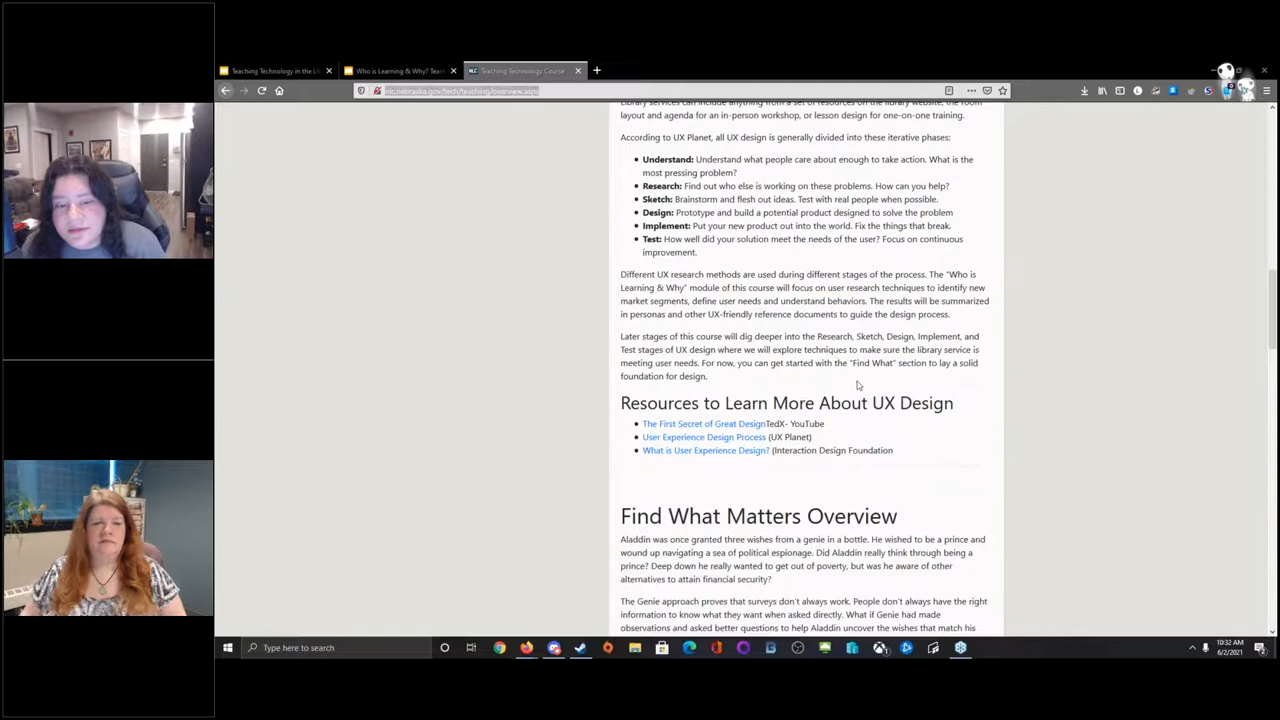 Teaching Technology in the Li
Who is Learning & Why? Tea
Teaching Technology Course
nlc.nebraska.gov/tech/teaching/overview.aspx
Library services can include anything from a set of resources on the library website, the room
layout and agenda for an in-person workshop, or lesson design for one-on-one training.
According to UX Planet, all UX design is generally divided into these iterative phases:
Understand: Understand what people care about enough to take action. What is the
most pressing problem?
Research: Find out who else is working on these problems. How can you help?
Sketch: Brainstorm and flesh out ideas. Test with real people when possible.
Design: Prototype and build a potential product designed to solve the problem
Implement: Put your new product out into the world. Fix the things that break.
Test: How well did your solution meet the needs of the user? Focus on continuous
improvement.
Different UX research methods are used during different stages of the process. The "Who is
Learning & Why" module of this course will focus on user research techniques to identify new
market segments, define user needs and understand behaviors. The results will be summarized
in personas and other UX-friendly reference documents to guide the design process.
Later stages of this course will dig deeper into the Research, Sketch, Design, Implement, and
Test stages of UX design where we will explore techniques to make sure the library service is
meeting user needs. For now, you can get started with the "Find What" section to lay a solid
foundation for design.
Resources to Learn More About UX Design
The First Secret of Great DesignTedX- YouTube
User Experience Design Process (UX Planet)
What is User Experience Design? (Interaction Design Foundation
Find What Matters Overview
Aladdin was once granted three wishes from a genie in a bottle. He wished to be a prince and
wound up navigating a sea of political espionage. Did Aladdin really think through being a
prince? Deep down he really wanted to get out of poverty, but was he aware of other
alternatives to attain financial security?
The Genie approach proves that surveys don't always work. People don't always have the right
information to know what they want when asked directly. What if Genie had made
observations and asked better questions to help Aladdin uncover the wishes that match his
Type here to search
10:32 AM
6/2/2021